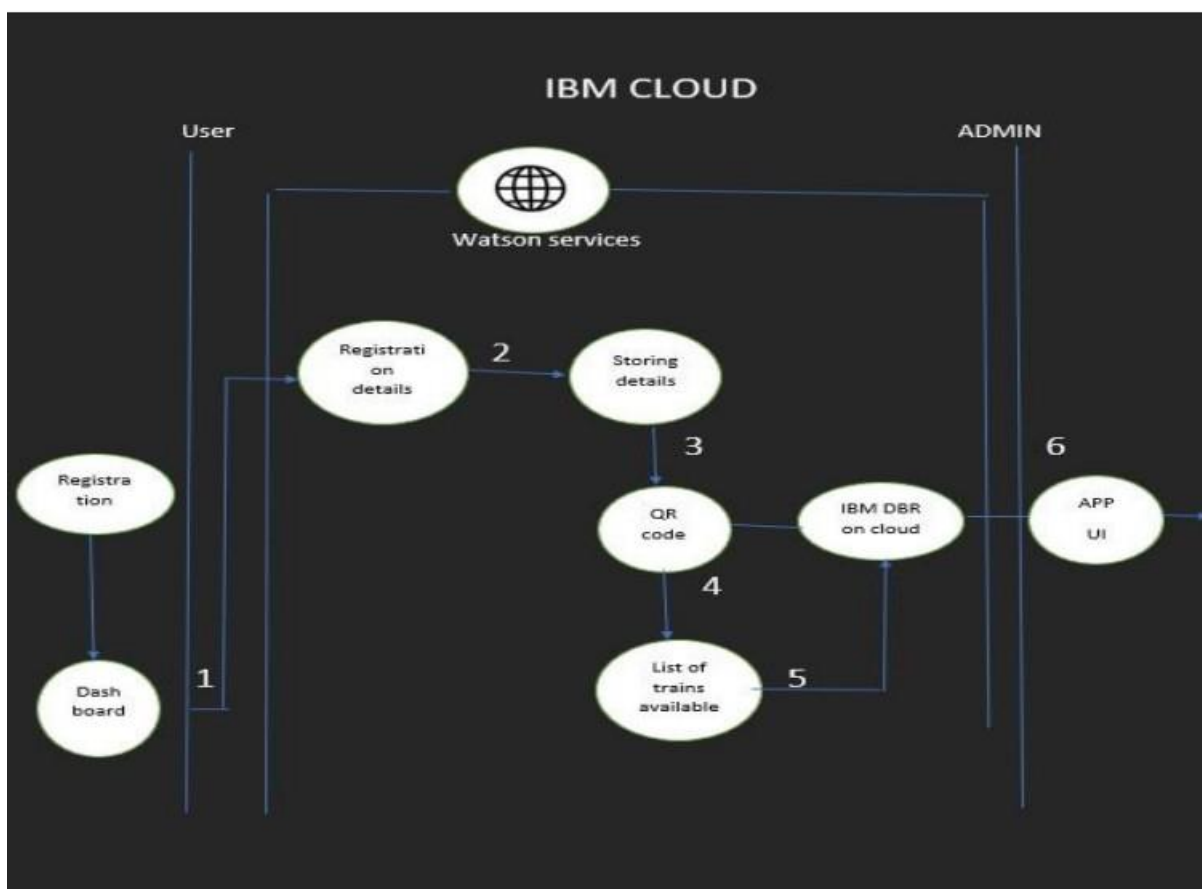 IBM CLOUD
User
ADMIN
Watson services
Registrati
on
details
2
Storing
details
3
6
Registra
tion
QR
code
IBM DBR
on cloud
APP
UI
4
Dash
board
1
List of
trains
available
5